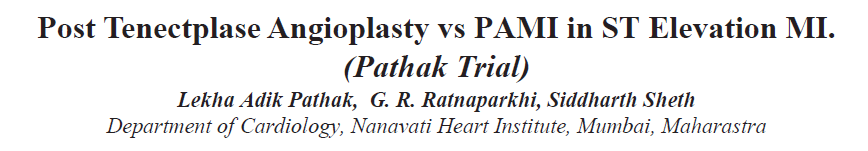 Post Tenectplase Angioplasty vs PAMI in ST Elevation MI.
(Pathak Trial)
Lekha Adik Pathak, G. R. Ratnaparkhi, Siddharth Sheth
Department of Cardiology, Nanavati Heart Institute, Mumbai, Maharastra